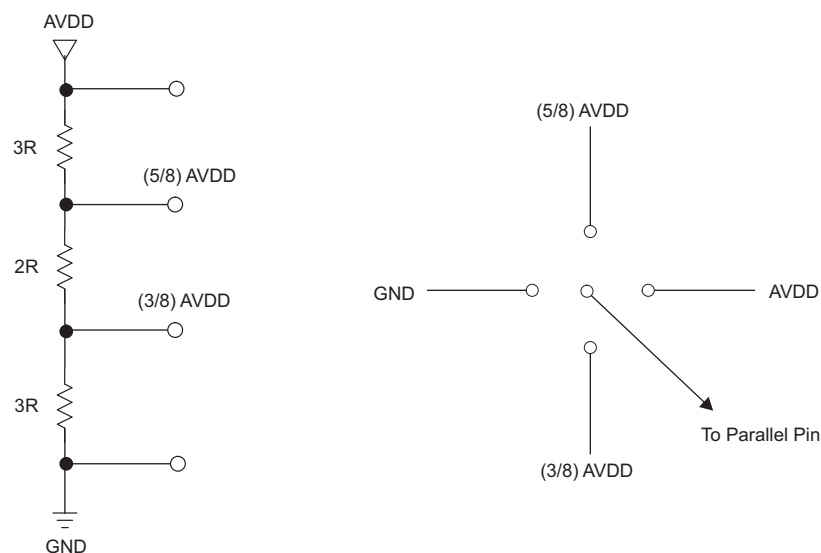 AVDD
3R
(5/8) AVDD
2R
(3/8) AVDD
3R
GND
(5/8) AVDD
GND
AVDD
To Parallel Pin
(3/8) AVDD